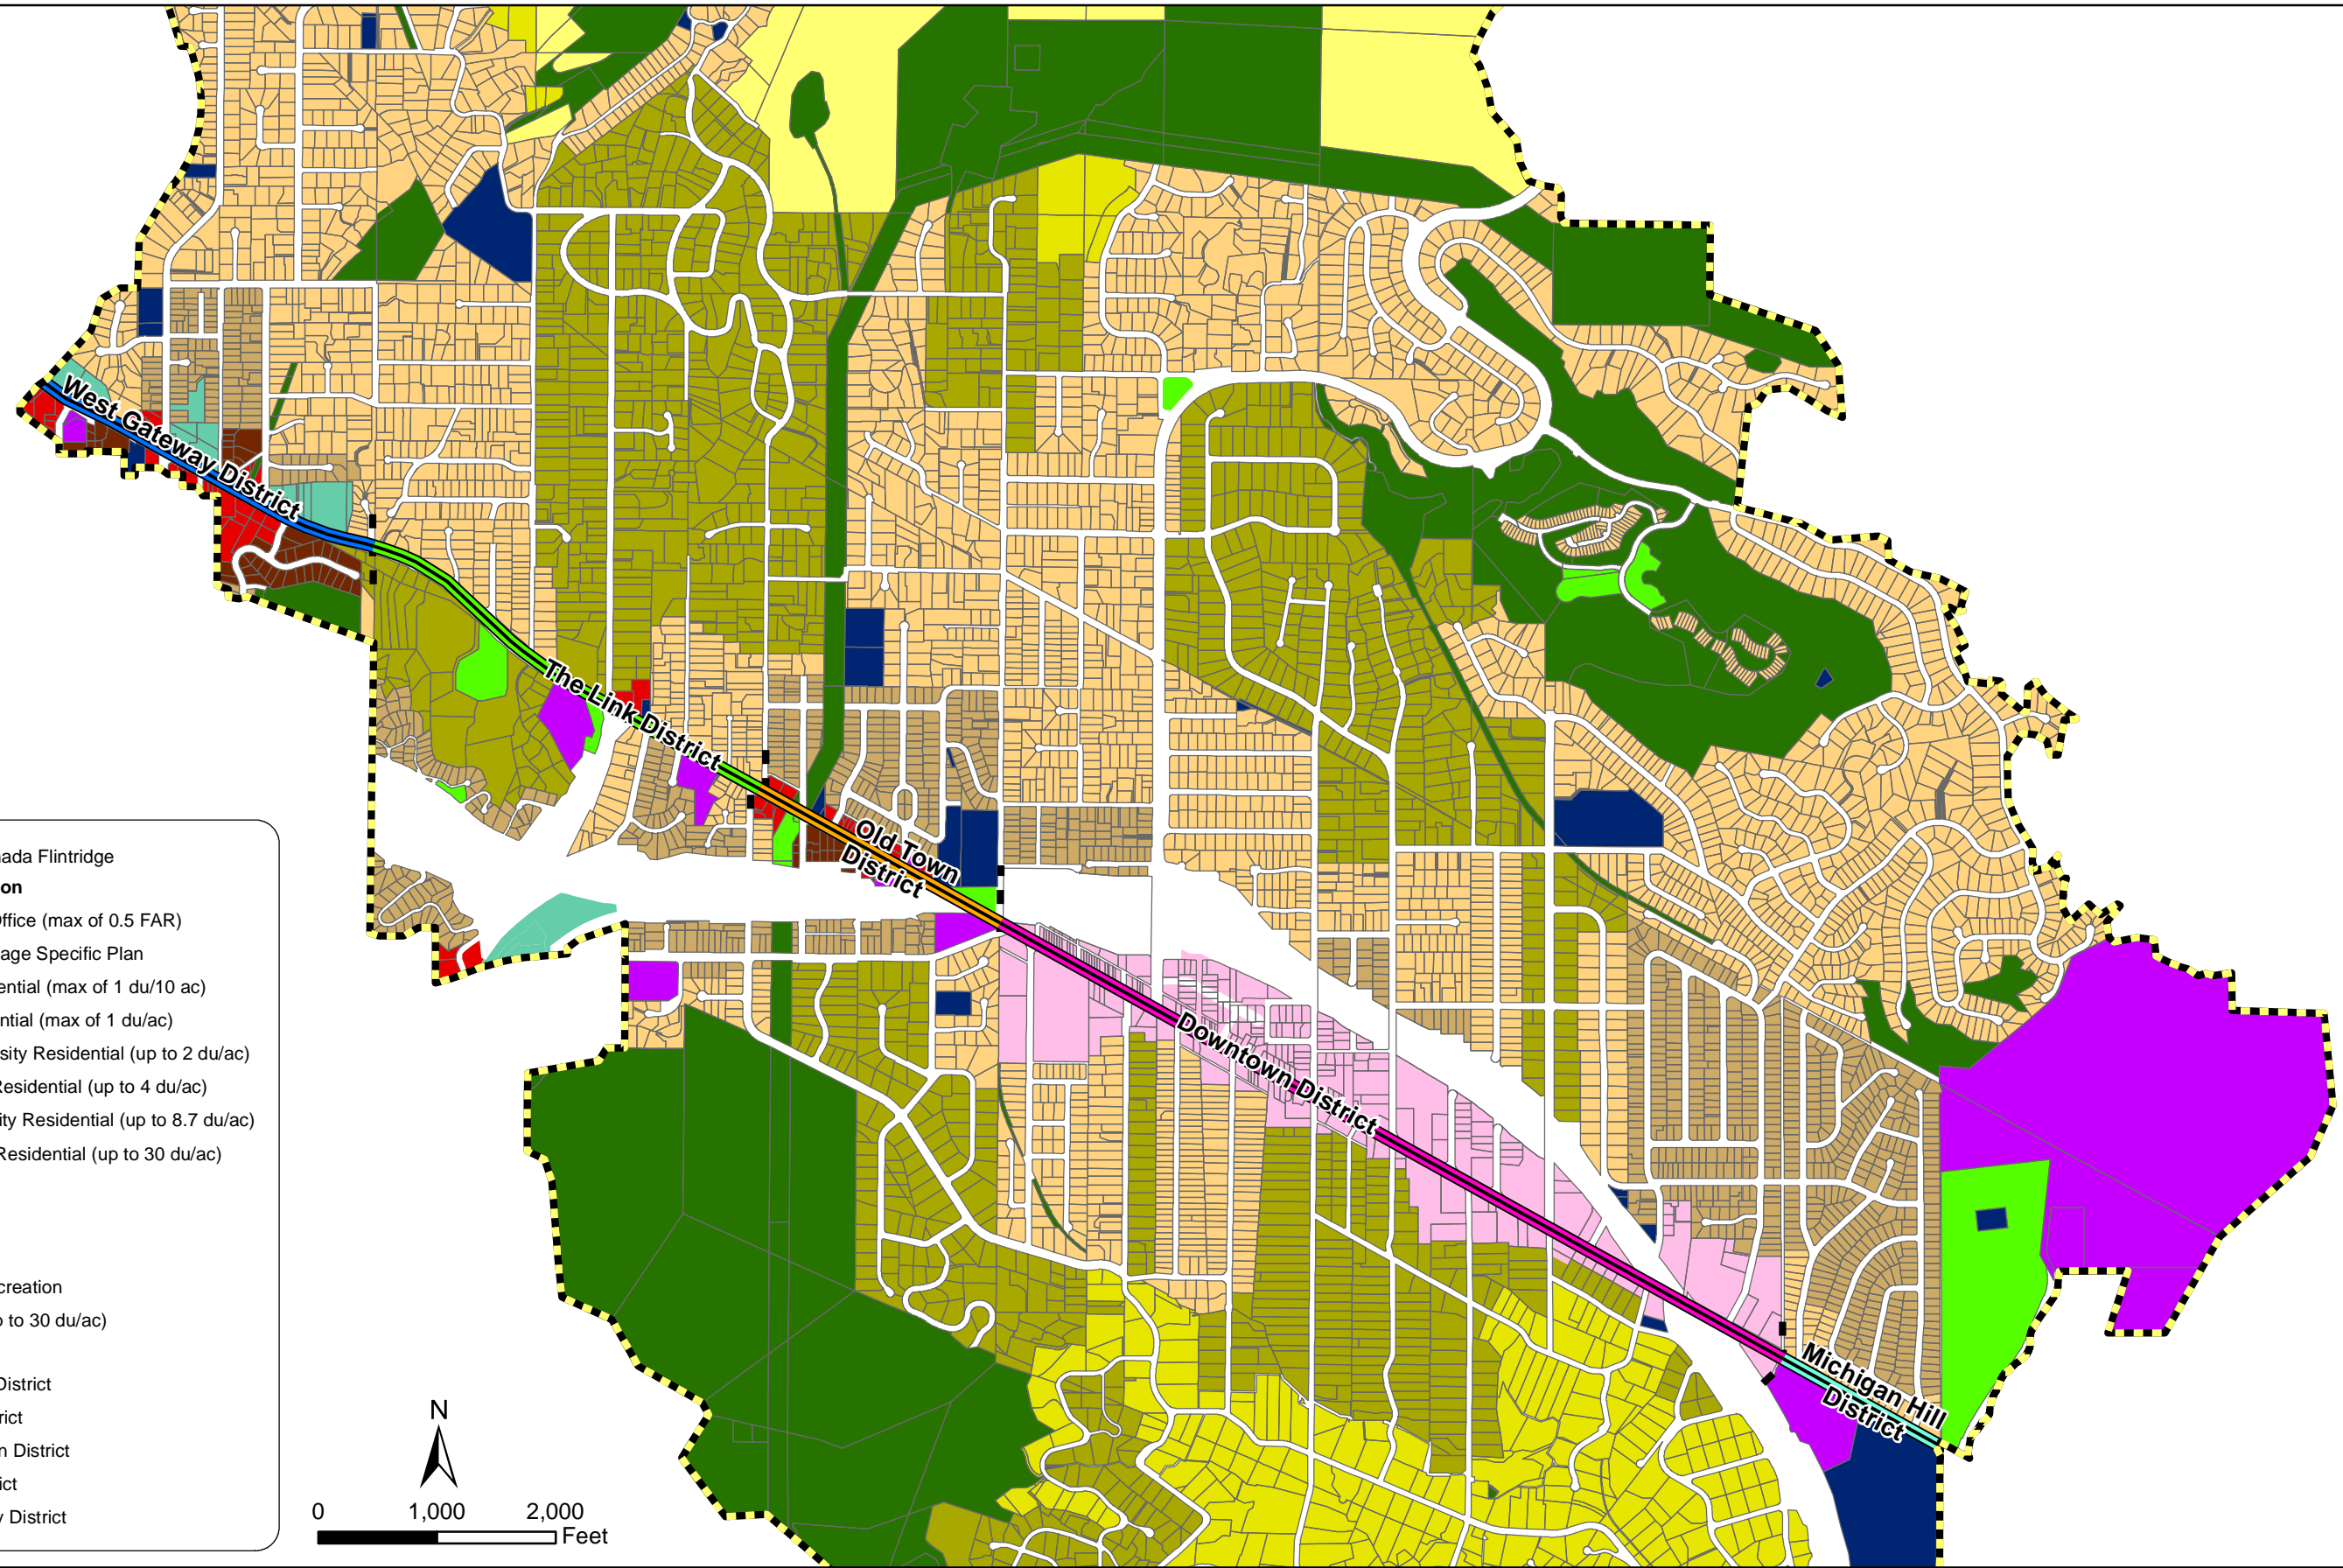 West Gateway District
The Link District
Old Town
District
Downtown District
Michigan Hill
District
ada Flintridge
on
ffice (max of 0.5 FAR)
age Specific Plan
ential (max of 1 du/10 ac)
ntial (max of 1 du/ac)
sity Residential (up to 2 du/ac)
Residential (up to 4 du/ac)
ity Residential (up to 8.7 du/ac)
Residential (up to 30 du/ac)
creation
to 30 du/ac)
District
rict
n District
ict
District
N
0 1,000 2,000
Feet